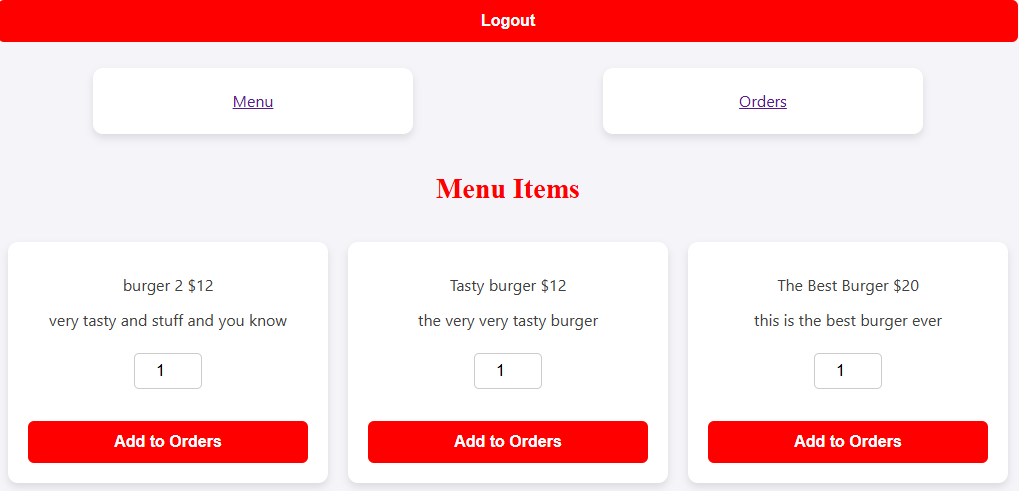 Logout
Menu
Orders
Menu Items
burger 2 $12
very tasty and stuff and you know
1
Add to Orders
Tasty burger $12
the very very tasty burger
1
Add to Orders
The Best Burger $20
this is the best burger ever
1
Add to Orders